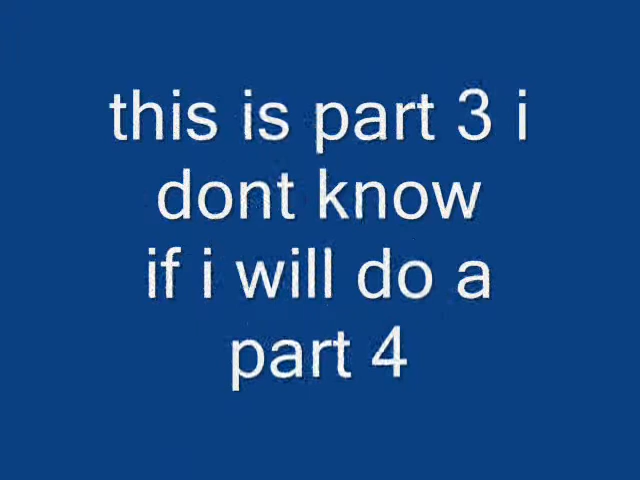 this is part 3 i
dont know
if i will do a
part 4